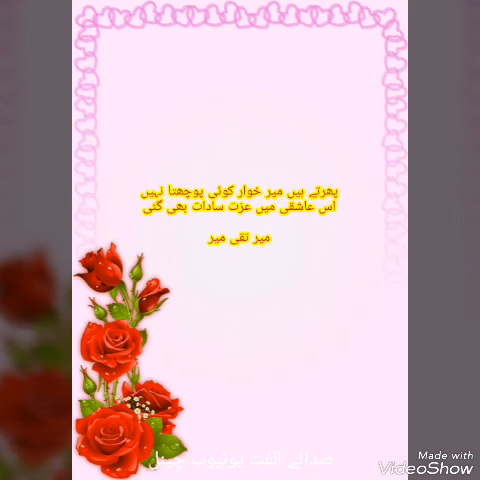 پھرتے ہیں میر خوار کوئی پوچھتا نہیں
اس عاشقی میں عزت سادات بھی گئی
میر تقی میر
صدائے الفت یوٹیوب چینل
Made with
VideoShow